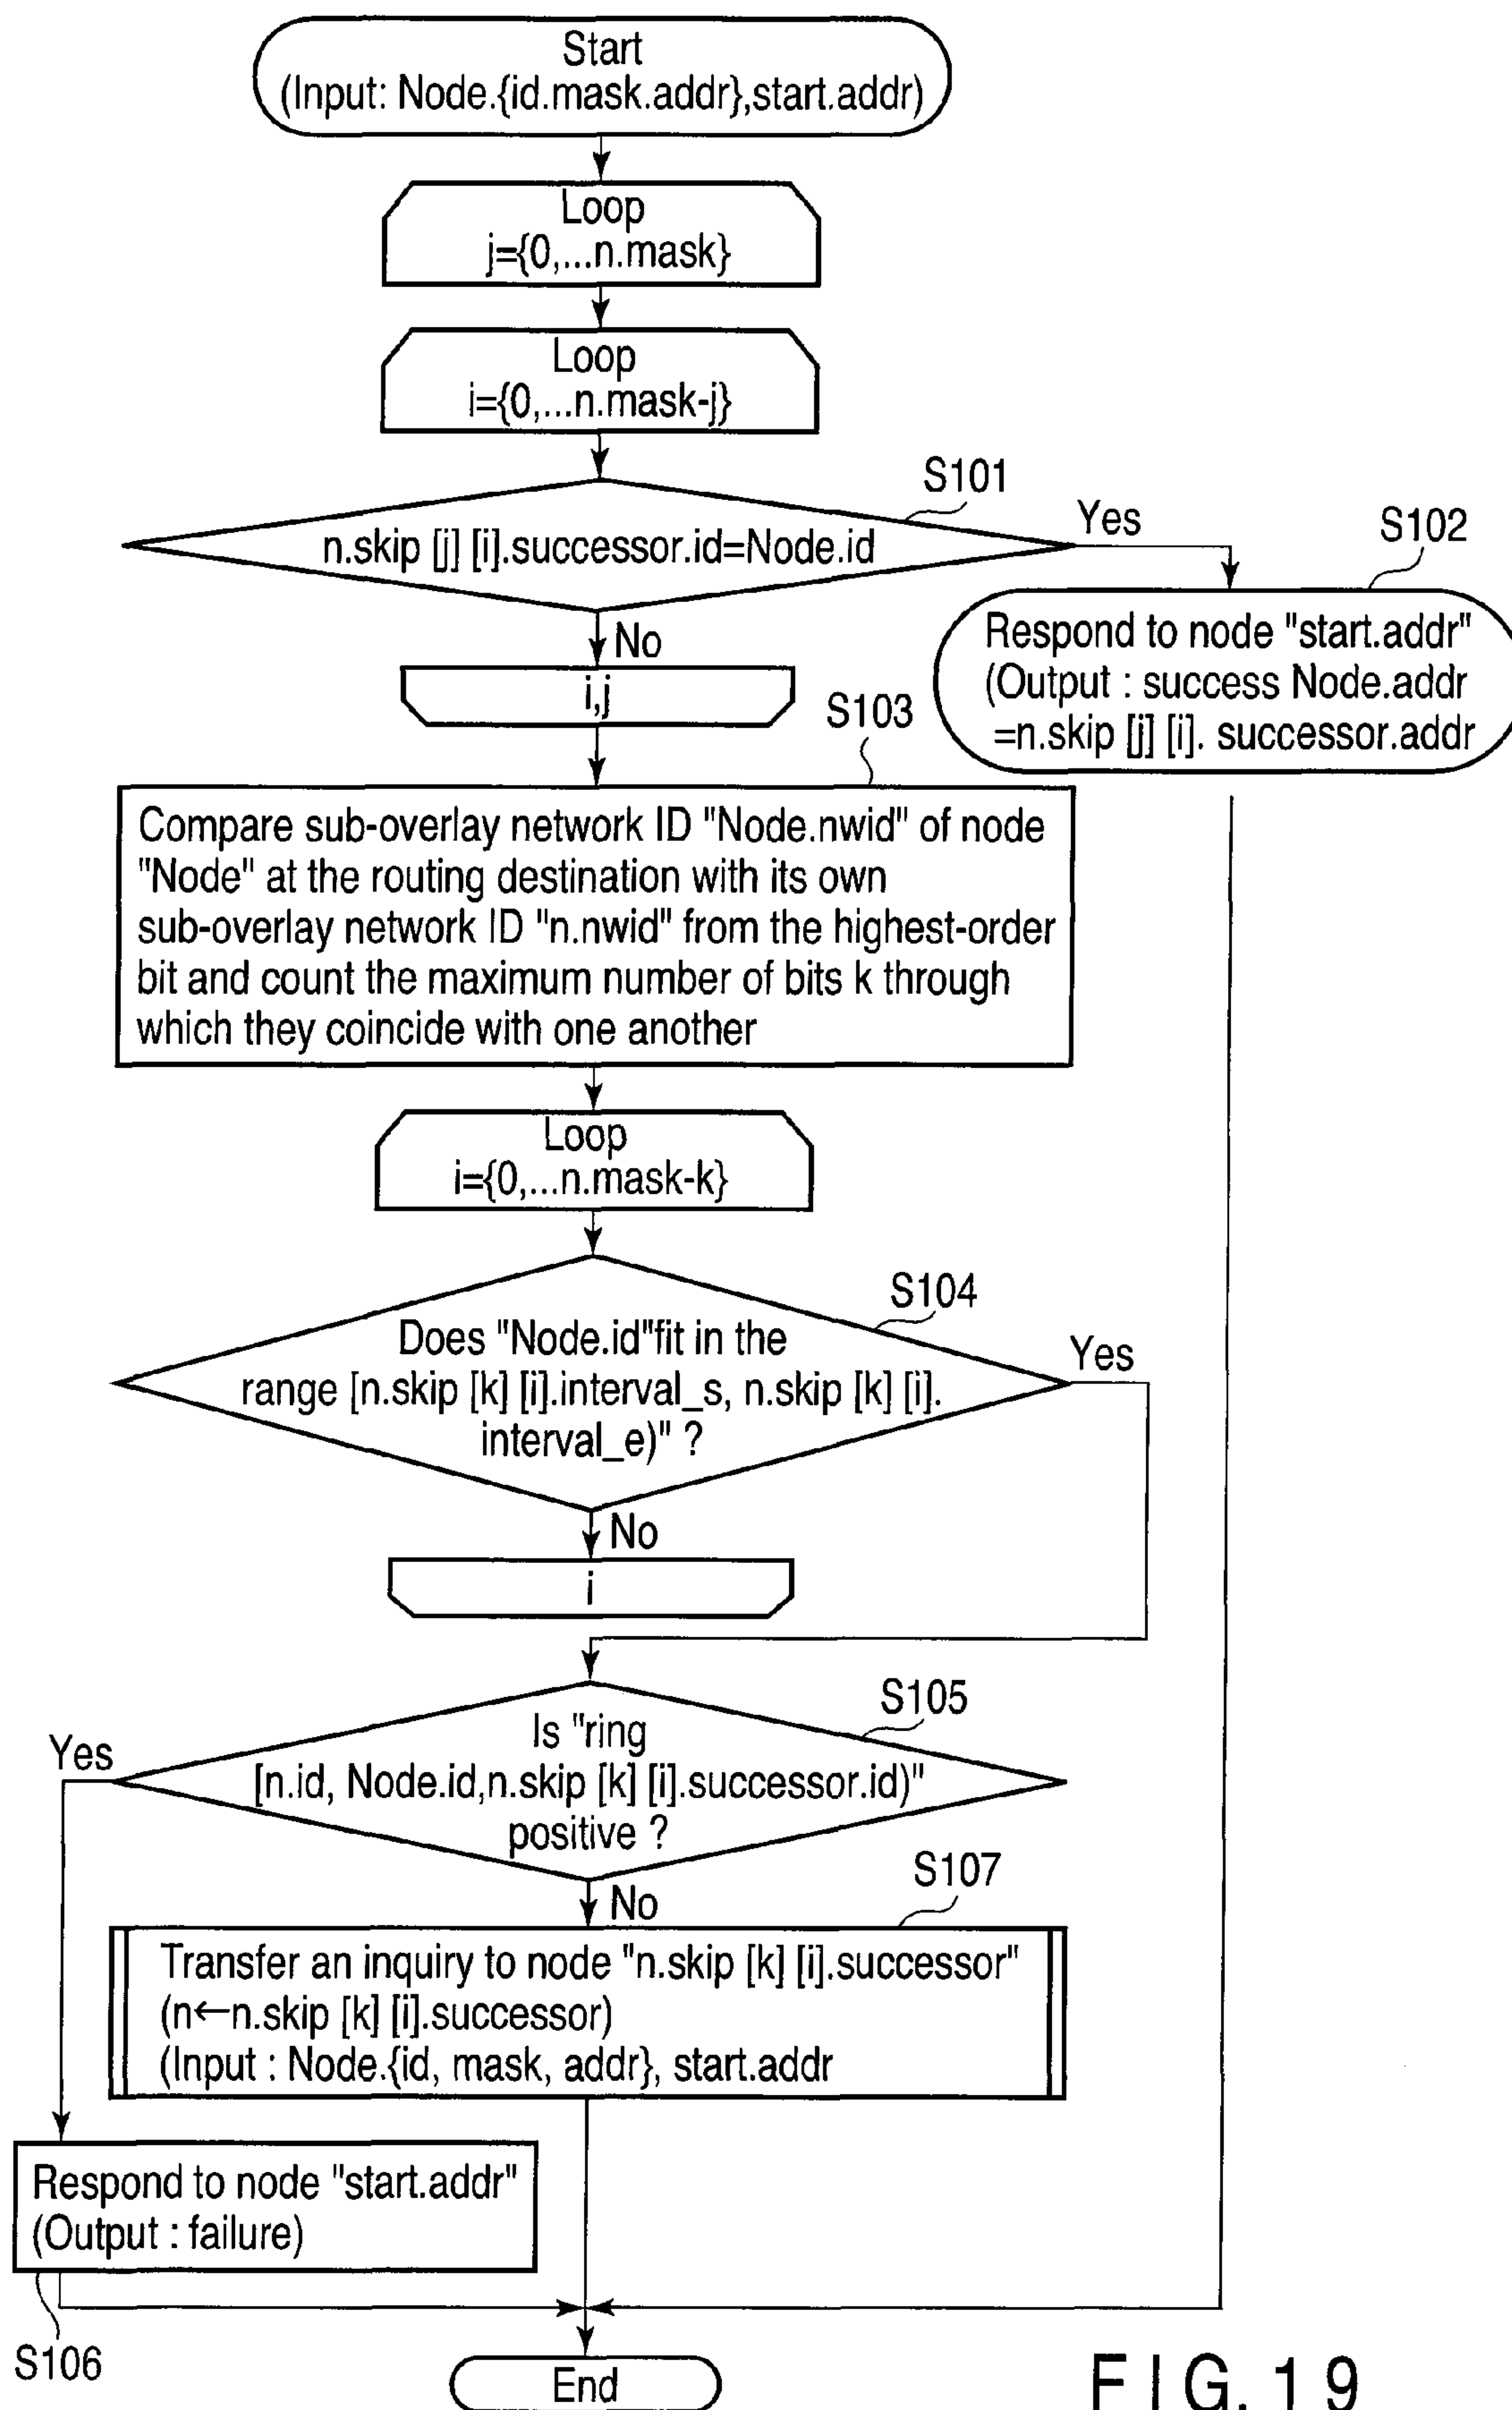 Start
(Input: Node.{id.mask.addr},start.addr)
Loop
j={0,...n.mask}
Loop
i={0,...n.mask-j}
S101
n.skip [j] [i].successor.id=Node.id
Yes
S102
No
Respond to node "start.addr"
(Output : success Node.addr
=n.skip [j] [i]. successor.addr
i,j
S103
Compare sub-overlay network ID "Node.nwid" of node
"Node" at the routing destination with its own
sub-overlay network ID "n.nwid" from the highest-order
bit and count the maximum number of bits k through
which they coincide with one another
Loop
i={0,...n.mask-k}
S104
Does "Node.id"fit in the
range [n.skip [k] [i].interval_s, n.skip [k] [i].
interval_e)" ?
Yes
No
i
S105
Is "ring
[n.id, Node.id,n.skip [k] [i].successor.id)"
positive ?
Yes
No
S107
Transfer an inquiry to node "n.skip [k] [i].successor"
(n←n.skip [k] [i].successor)
(Input : Node.{id, mask, addr}, start.addr
Respond to node "start.addr"
(Output : failure)
S106
End
FIG. 19